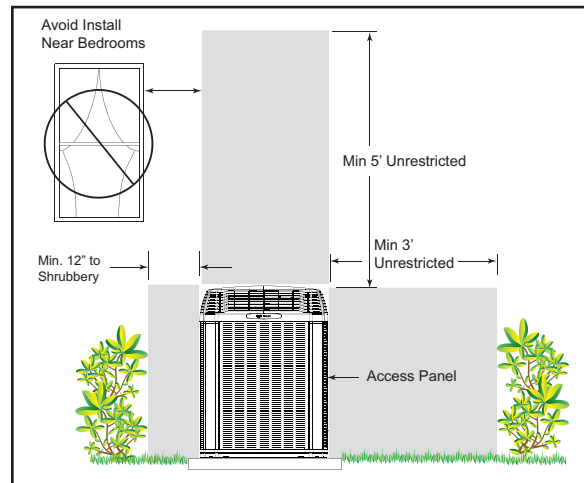 Avoid Install
Near Bedrooms
Min 5’ Unrestricted
Min. 12” to
Shrubbery
Min 3’
Unrestricted
Access Panel